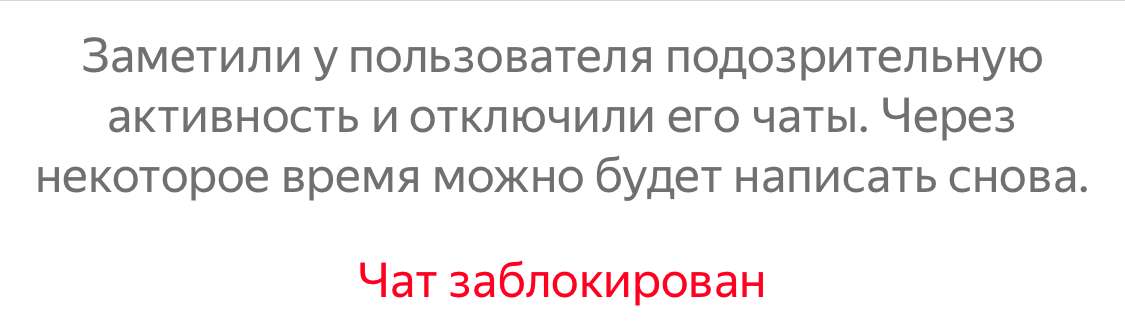 Заметили у пользователя подозрительную
активность и отключили его чаты. Через
некоторое время можно будет написать снова.
Чат заблокирован